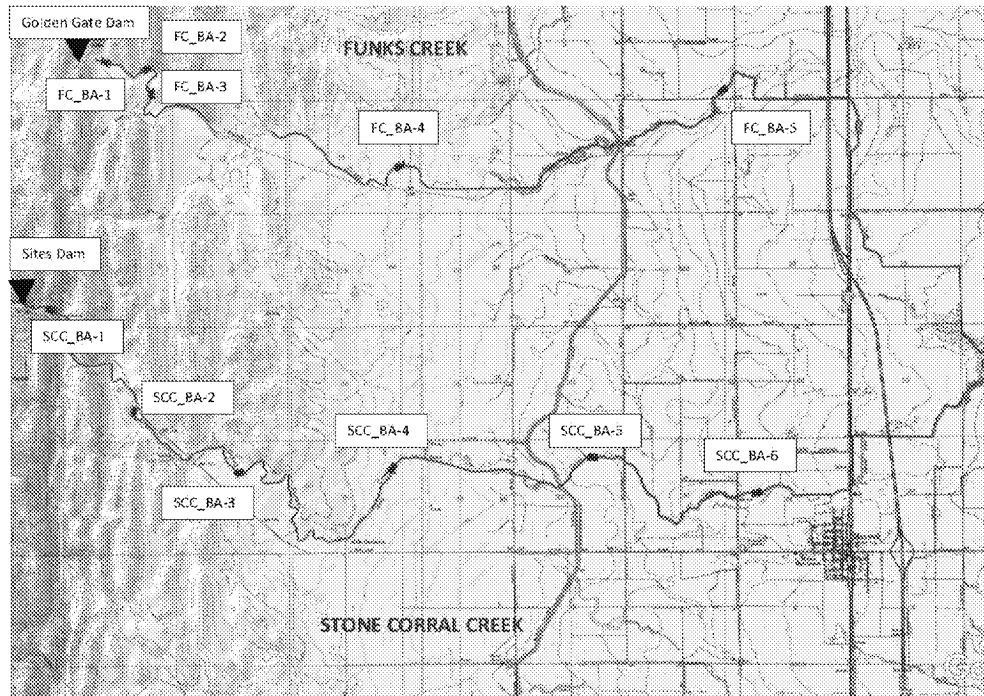 Golden Gate Dam
FC_BA-2
FUNKS CREEK
FC_BA-1
FC_BA-3
FC_BA-4
FC_BA-5
Sites Dam
SCC_BA-1
SCC_BA-2
SCC_BA-4
SCC_BA-5
SCC_BA-6
SCC_BA-3
STONE CORRAL CREEK